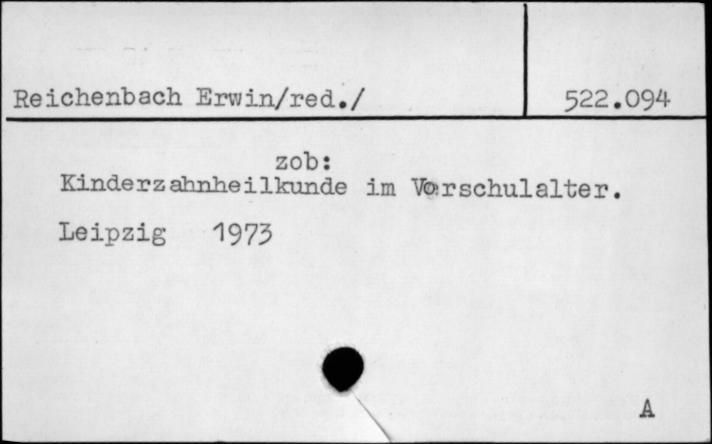 Reichenbach Erwin/red./
522.094
zob:
Kinderzahnheilkunde im Vorschulalter.
Leipzig 1973
A